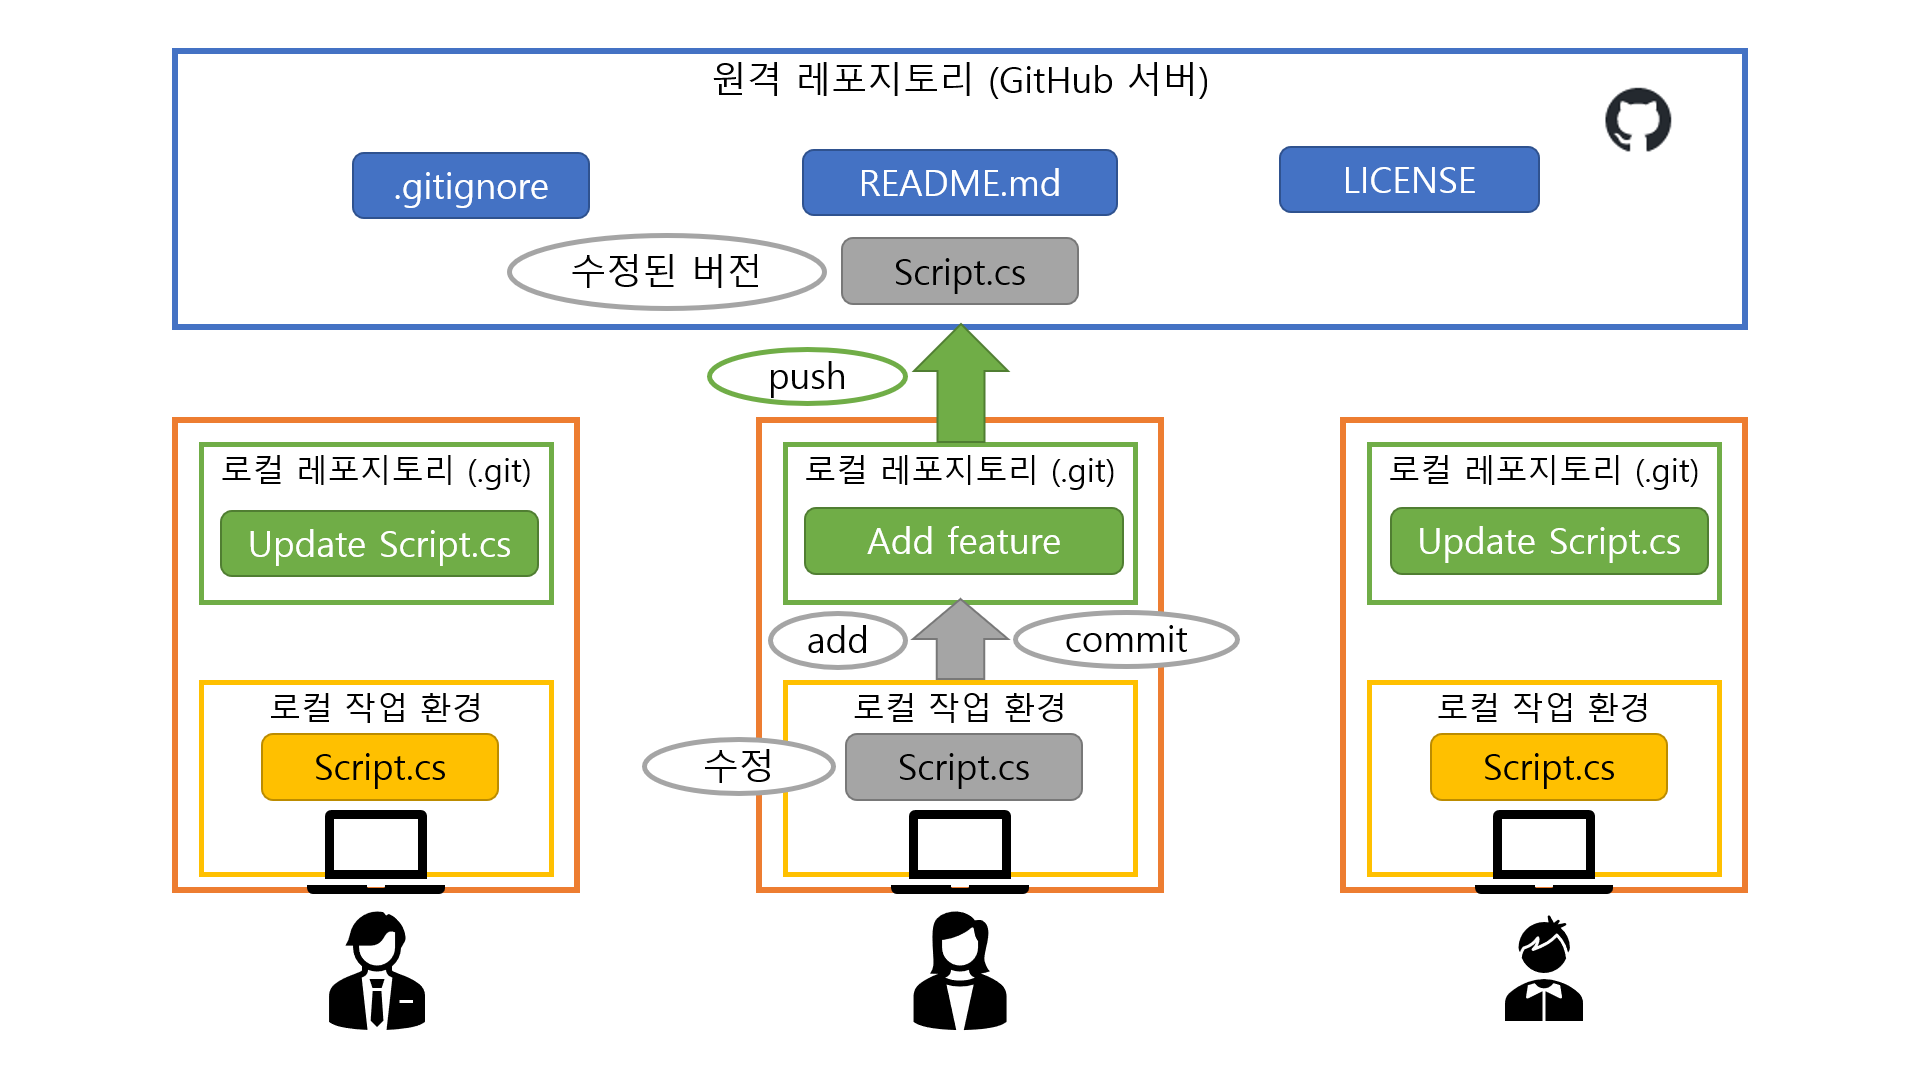 원격 레포지토리 (GitHub 서버)
.gitignore
README.md
LICENSE
수정된 버전
Script.cs
push
로컬 레포지토리 (.git)
Update Script.cs
로컬 작업 환경
Script.cs
로컬 레포지토리 (.git)
Add feature
add
commit
로컬 작업 환경
수정
Script.cs
로컬 레포지토리 (.git)
Update Script.cs
로컬 작업 환경
Script.cs